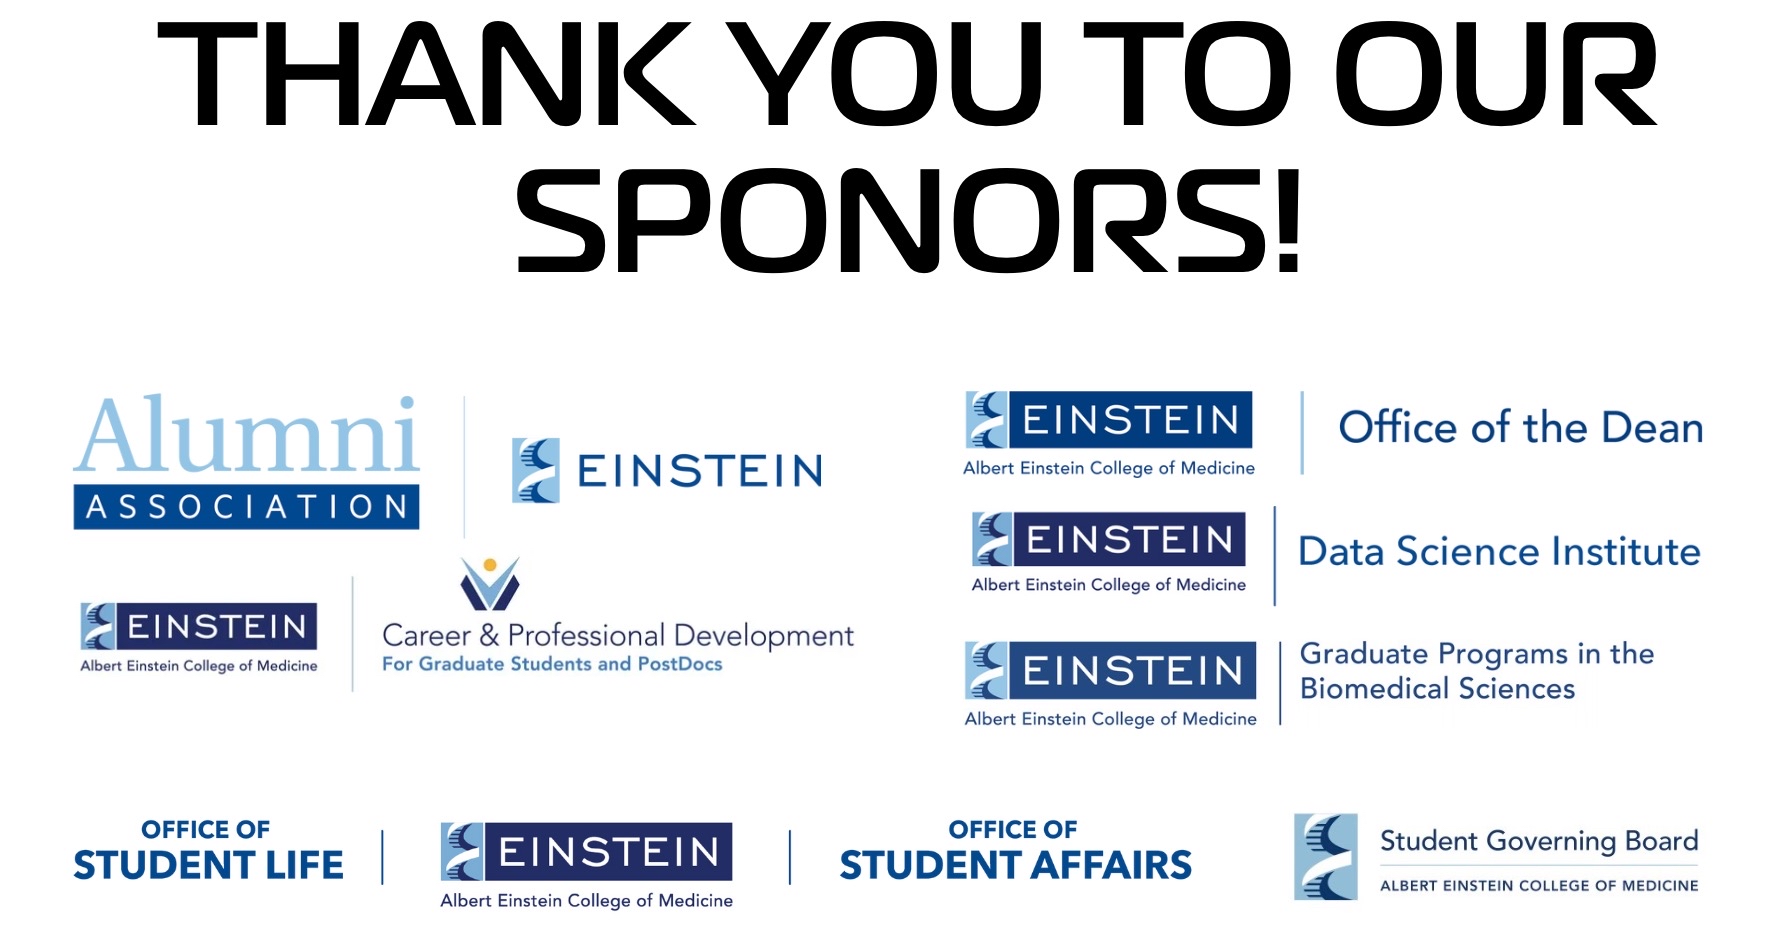 THANK YOU TO OUR
SPONORS!
Alumni
ASSOCIATION
EINSTEIN
EINSTEIN
Albert Einstein College of Medicine
Career & Professional Development
For Graduate Students and PostDocs
EINSTEIN
Albert Einstein College of Medicine
Office of the Dean
EINSTEIN
Albert Einstein College of Medicine
Data Science Institute
EINSTEIN
Albert Einstein College of Medicine
Graduate Programs in the
Biomedical Sciences
OFFICE OF
STUDENT LIFE
EINSTEIN
Albert Einstein College of Medicine
OFFICE OF
STUDENT AFFAIRS
Student Governing Board
ALBERT EINSTEIN COLLEGE OF MEDICINE